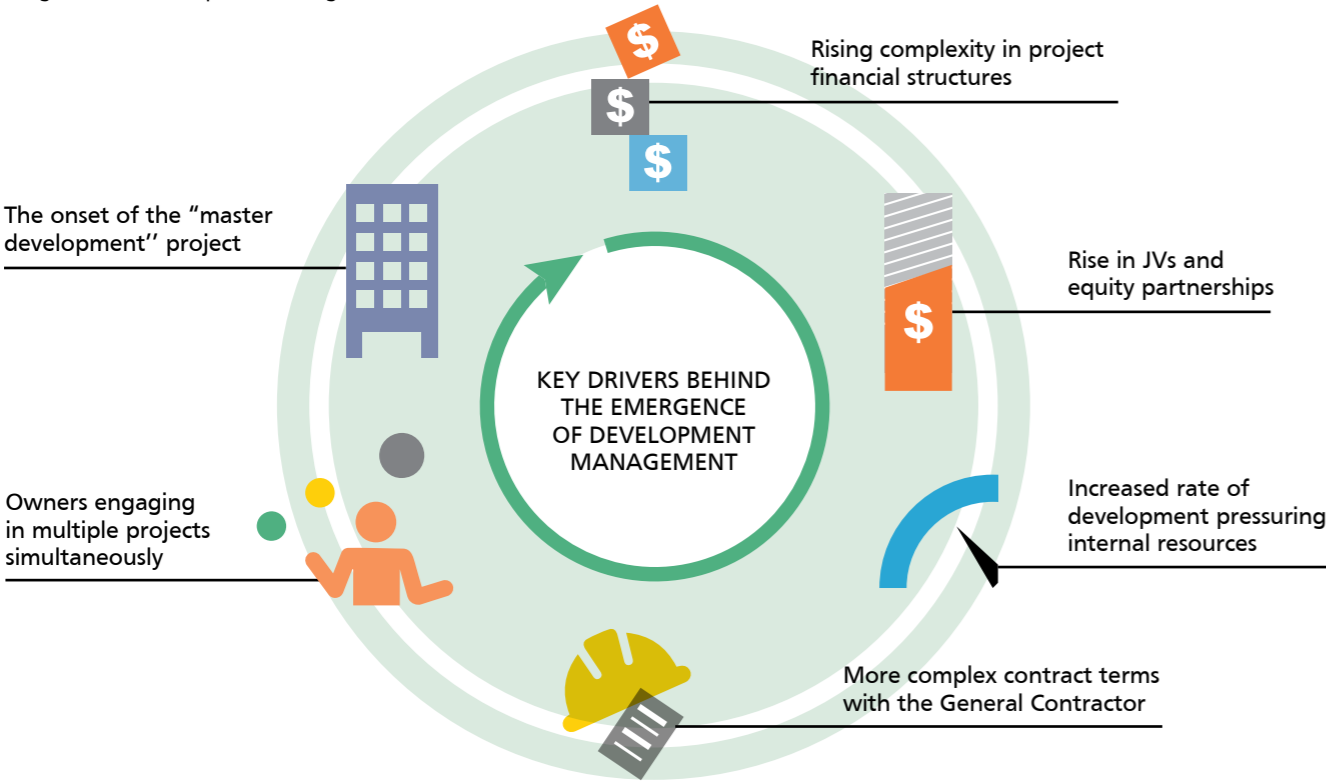 Rising complexity in project
financial structures
$
$
$
The onset of the “master
development’’ project
Rise in JVs and
equity partnerships
$
KEY DRIVERS BEHIND
THE EMERGENCE
OF DEVELOPMENT
MANAGEMENT
Owners engaging
in multiple projects
simultaneously
Increased rate of
development pressuring
internal resources
More complex contract terms
with the General Contractor